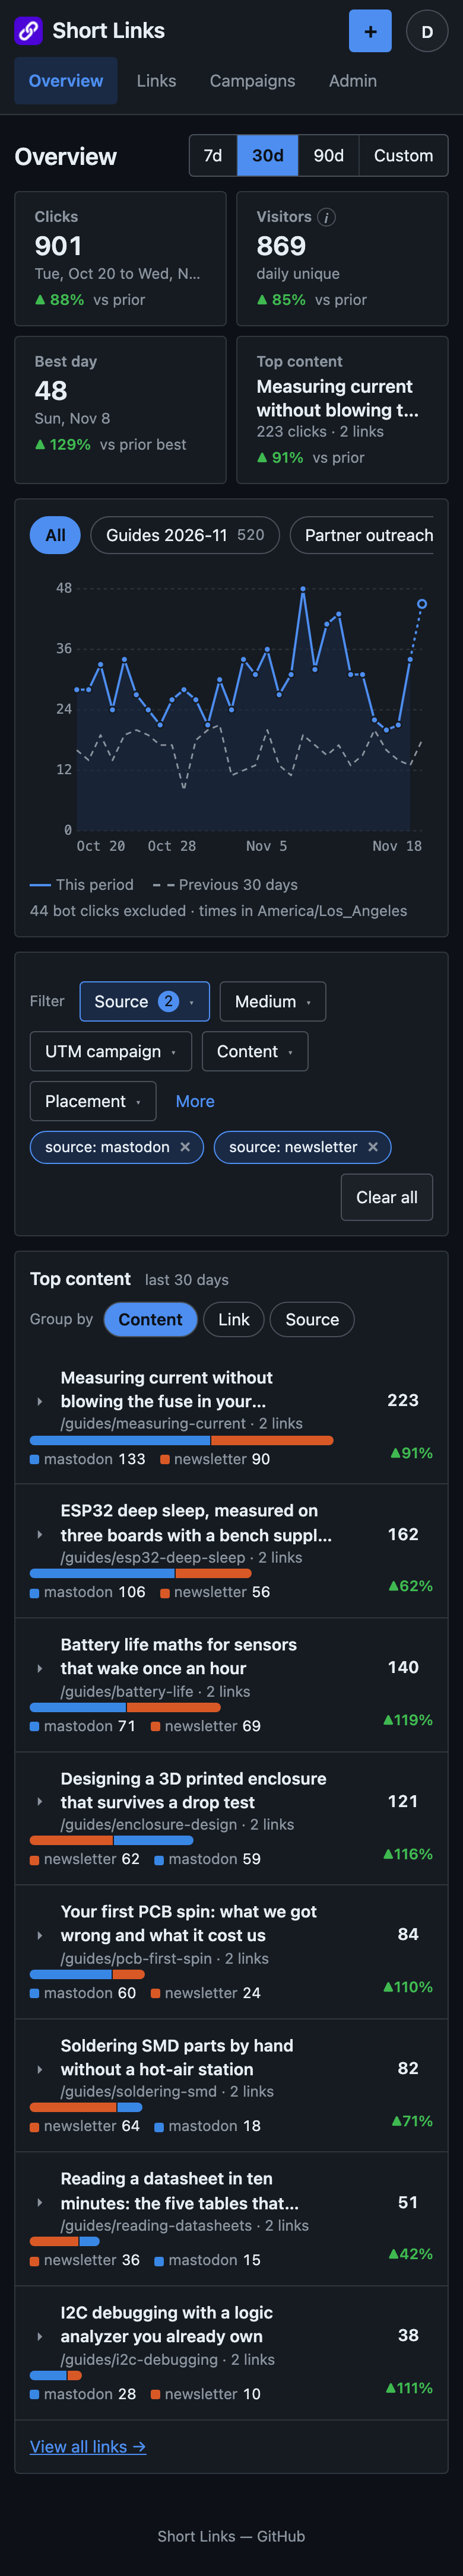 Short Links
+
D
Overview
Links
Campaigns
Admin
Overview
7d
30d
90d
Custom
Clicks
901
Tue, Oct 20 to Wed, N...
▲ 88% vs prior
Visitors i
869
daily unique
▲ 85% vs prior
Best day
48
Sun, Nov 8
▲ 129% vs prior best
Top content
Measuring current
without blowing t...
223 clicks · 2 links
▲ 91% vs prior
All
Guides 2026-11 520
Partner outreach
48
36
24
12
0
Oct 20
Oct 28
Nov 5
Nov 18
This period
Previous 30 days
44 bot clicks excluded · times in America/Los_Angeles
Filter
Source 2
Medium
UTM campaign
Content
Placement
More
source: mastodon ✕
source: newsletter ✕
Clear all
Top content last 30 days
Group by
Content
Link
Source
Measuring current without
blowing the fuse in your...
/guides/measuring-current · 2 links
223
mastodon 133 newsletter 90
▲91%
ESP32 deep sleep, measured on
three boards with a bench suppl...
/guides/esp32-deep-sleep · 2 links
162
mastodon 106 newsletter 56
▲62%
Battery life maths for sensors
that wake once an hour
/guides/battery-life · 2 links
140
mastodon 71 newsletter 69
▲119%
Designing a 3D printed enclosure
that survives a drop test
/guides/enclosure-design · 2 links
121
newsletter 62 mastodon 59
▲116%
Your first PCB spin: what we got
wrong and what it cost us
/guides/pcb-first-spin · 2 links
84
mastodon 60 newsletter 24
▲110%
Soldering SMD parts by hand
without a hot-air station
/guides/soldering-smd · 2 links
82
newsletter 64 mastodon 18
▲71%
Reading a datasheet in ten
minutes: the five tables that...
/guides/reading-datasheets · 2 links
51
newsletter 36 mastodon 15
▲42%
I2C debugging with a logic
analyzer you already own
/guides/i2c-debugging · 2 links
38
mastodon 28 newsletter 10
▲111%
View all links →
Short Links — GitHub